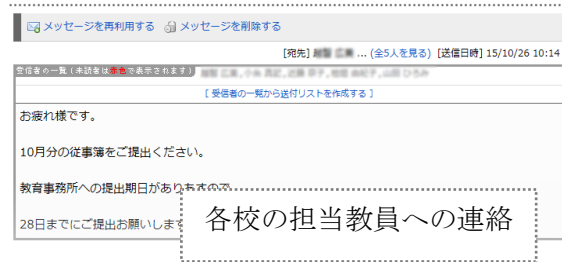 メッセージを再利用する メッセージを削除する
[宛先] ... (全5人を見る) [送信日時] 15/10/26 10:14
受信者の一覧(未読者は赤色で表示されます)
[ 受信者の一覧から送付リストを作成する ]
お疲れ様です。
10月分の従事簿をご提出ください。
教育事務所への提出期日がありますので
28日までにご提出お願いします
各校の担当教員への連絡